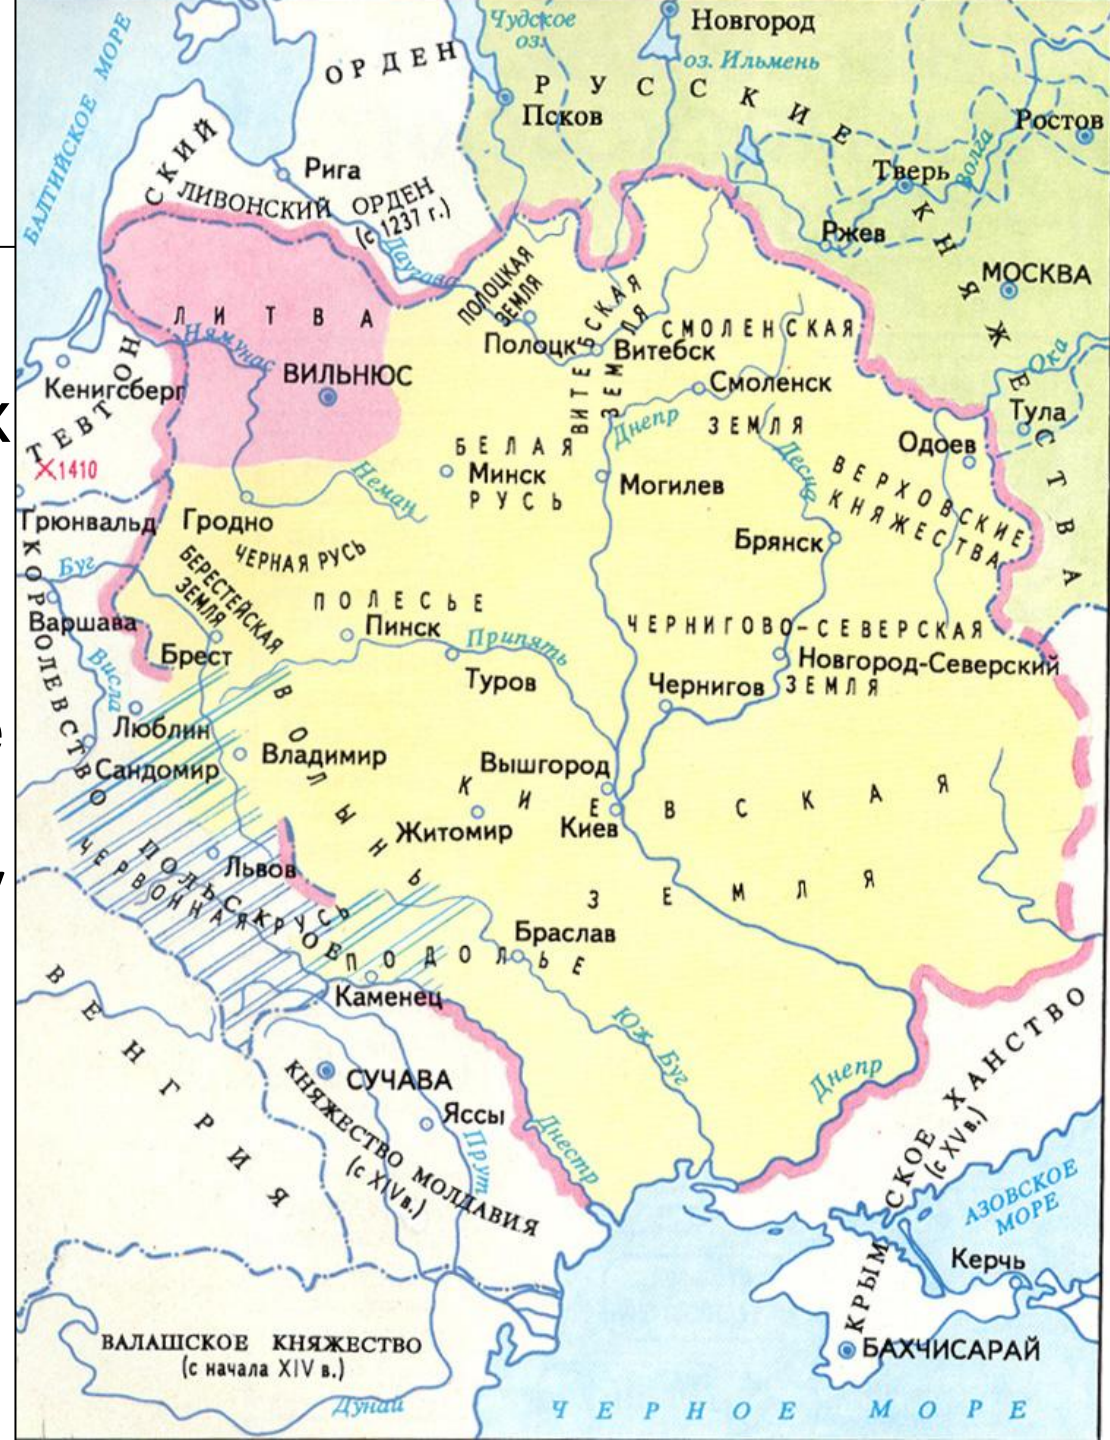 Чудское
оз.
Новгород
оз. Ильмень
БАЛТИЙСКОЕ МОРЕ
ОРДЕН
РУССКИЕ КНЯЖЕСТВА
Псков
Ростов
Волга
Тверь
СКИЙ
Рига
ЛИВОНСКИЙ ОРДЕН
(с 1237 г.)
Даугава
Ржев
МОСКВА
ПОЛОЦКАЯ
ЗЕМЛЯ
ЛИТВА
Нямунас
Полоцк
ВИТЕБСКАЯ
ЗЕМЛЯ
Витебск
СМОЛЕНСКАЯ
ЗЕМЛЯ
Ока
Кенигсберг
ВИЛЬНЮС
Смоленск
Тула
ТЕВТОН
Днепр
Одоев
Х1410
БЕЛАЯ
РУСЬ
Минск
Неман
Могилев
Десна
ВЕРХОВСКИЕ
КНЯЖЕСТВА
Грюнвальд
Гродно
Брянск
ЧЕРНАЯ РУСЬ
Буг
БЕРЕСТЕЙСКАЯ
ЗЕМЛЯ
ПОЛЕСЬЕ
Варшава
Пинск
Припять
ЧЕРНИГОВО-СЕВЕРСКАЯ
ЗЕМЛЯ
Брест
Новгород-Северский
КОРОЛЕВСТВО
Висла
Туров
Чернигов
Люблин
ВОЛЫНЬ
Владимир
Вышгород
Сандомир
КИЕВСКАЯ
ЗЕМЛЯ
Житомир
Киев
Львов
ПОЛЬСКОЕ
ЧЕРВОННАЯ РУСЬ
Браслав
ПОДОЛЬЕ
Каменец
ВЕНГРИЯ
Юж. Буг
Днепр
СУЧАВА
Яссы
КНЯЖЕСТВО МОЛДАВИЯ
(с XIV в.)
Прут
Днестр
КРЫМСКОЕ ХАНСТВО
(с XV в.)
АЗОВСКОЕ
МОРЕ
Керчь
ВАЛАШСКОЕ КНЯЖЕСТВО
(с начала XIV в.)
БАХЧИСАРАЙ
Дунай
ЧЕРНОЕ МОРЕ